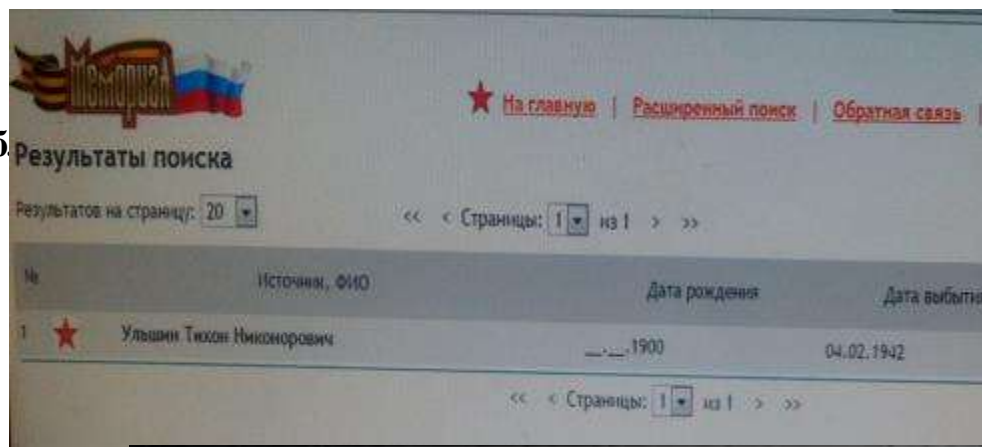 Мемориал
На главную | Расширенный поиск | Обратная связь |
б.
Результаты поиска
Результатов на страницу: 20
<< < Страницы: 1 из 1 > >>
№ Источник, ФИО Дата рождения Дата выбытия
1 Ульшин Тихон Никонорович __.__.1900 04.02.1942
<< < Страницы: 1 из 1 > >>